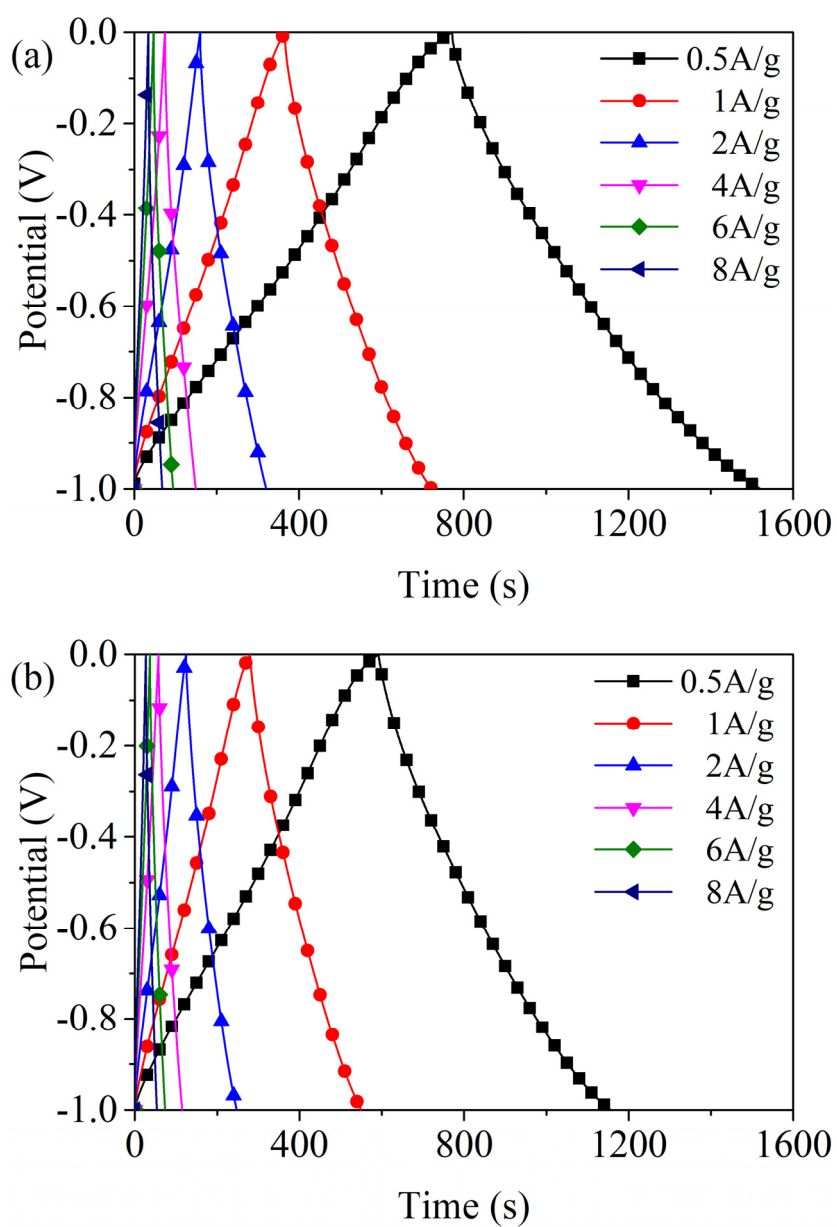 (a)
0.0
-0.2
-0.4
-0.6
-0.8
-1.0
Potential (V)
0.5A/g
1A/g
2A/g
4A/g
6A/g
8A/g
0 400 800 1200 1600
Time (s)
(b)
0.0
-0.2
-0.4
-0.6
-0.8
-1.0
Potential (V)
0.5A/g
1A/g
2A/g
4A/g
6A/g
8A/g
0 400 800 1200 1600
Time (s)